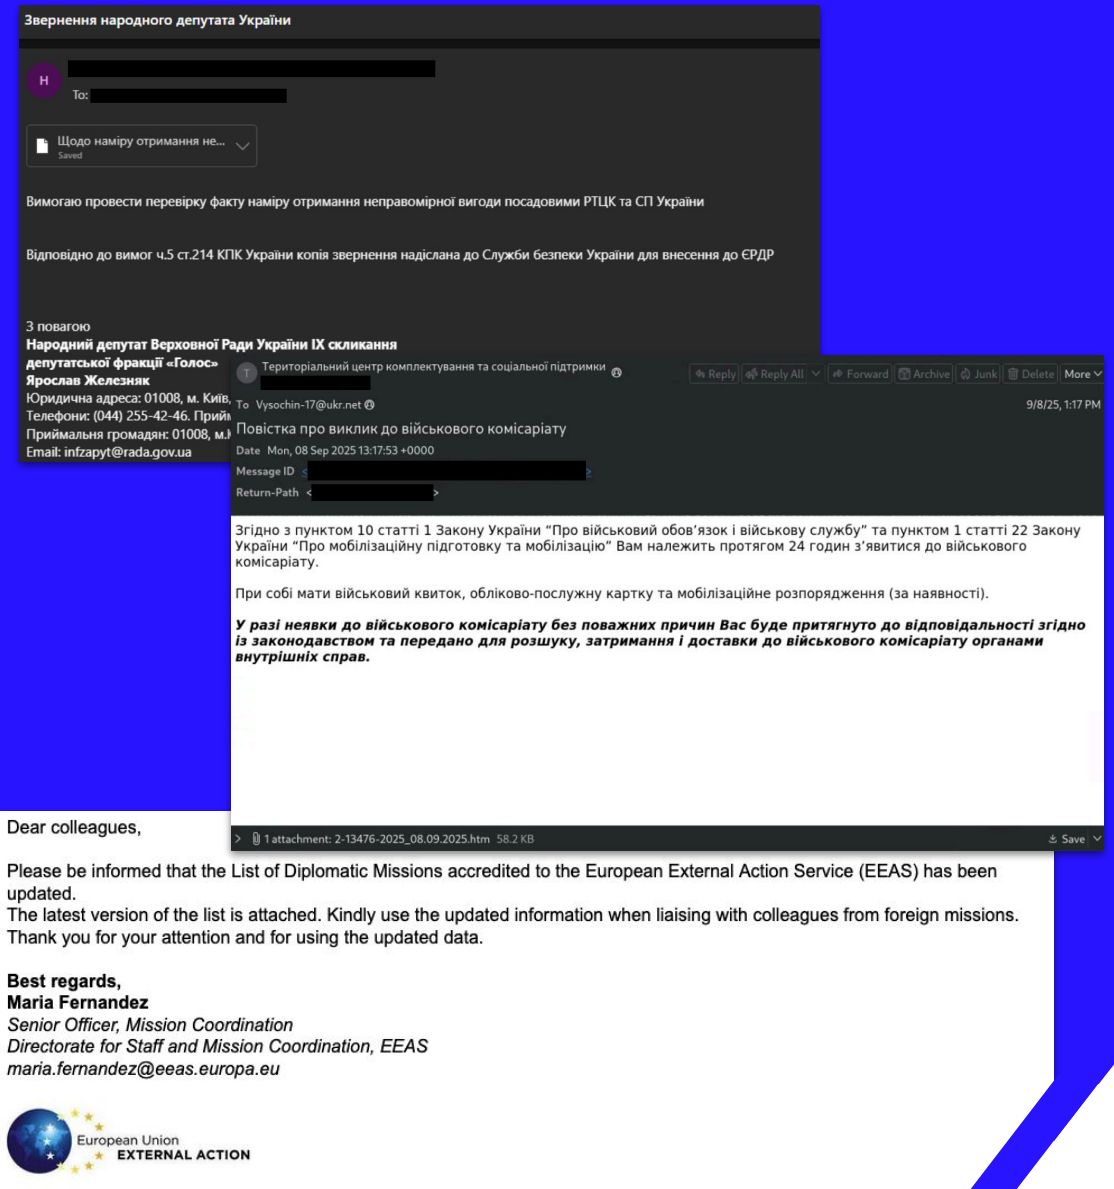 Звернення народного депутата України
H
To:
Щодо наміру отримання не...
Saved
Вимогаю провести перевірку факту наміру отримання неправомірної вигоди посадовими РТЦК та СП України
Відповідно до вимог ч.5 ст.214 КПК України копія звернення надіслана до Служби безпеки України для внесення до ЄРДР
З повагою
Народний депутат Верховної Ради України IX скликання
депутатської фракції «Голос»
Ярослав Железняк
Юридична адреса: 01008, м. Київ,
Телефони: (044) 255-42-46.
Приймальня громадян: 01008,
Email: infzapyt@rada.gov.ua
T
Територіальний центр комплектування та соціальної підтримки
Reply Reply All Forward Archive Junk Delete More
To Vysochin-17@ukr.net
9/8/25, 1:17 PM
Повістка про виклик до військового комісаріату
Date Mon, 08 Sep 2025 13:17:53 +0000
Message ID < >
Return-Path < >
Згідно з пунктом 10 статті 1 Закону України “Про військовий обов’язок і військову службу” та пунктом 1 статті 22 Закону
України “Про мобілізаційну підготовку та мобілізацію” Вам належить протягом 24 годин з’явитися до військового
комісаріату.
При собі мати військовий квиток, обліково-послужну картку та мобілізаційне розпорядження (за наявності).
У разі неявки до військового комісаріату без поважних причин Вас буде притягнуто до відповідальності згідно
із законодавством та передано для розшуку, затримання і доставки до військового комісаріату органами
внутрішніх справ.
1 attachment: 2-13476-2025_08.09.2025.htm 58.2 KB
Save
Dear colleagues,
Please be informed that the List of Diplomatic Missions accredited to the European External Action Service (EEAS) has been
updated.
The latest version of the list is attached. Kindly use the updated information when liaising with colleagues from foreign missions.
Thank you for your attention and for using the updated data.
Best regards,
Maria Fernandez
Senior Officer, Mission Coordination
Directorate for Staff and Mission Coordination, EEAS
maria.fernandez@eeas.europa.eu
European Union
EXTERNAL ACTION